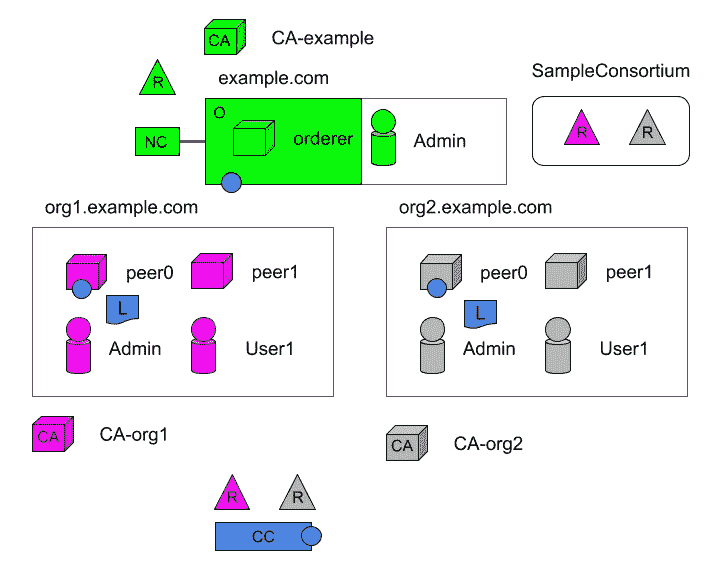 CA
CA-example
R
example.com
SampleConsortium
O
NC
orderer
Admin
R
R
org1.example.com
org2.example.com
peer0
peer1
L
Admin
User1
peer0
peer1
L
Admin
User1
CA
CA-org1
CA
CA-org2
R
R
CC